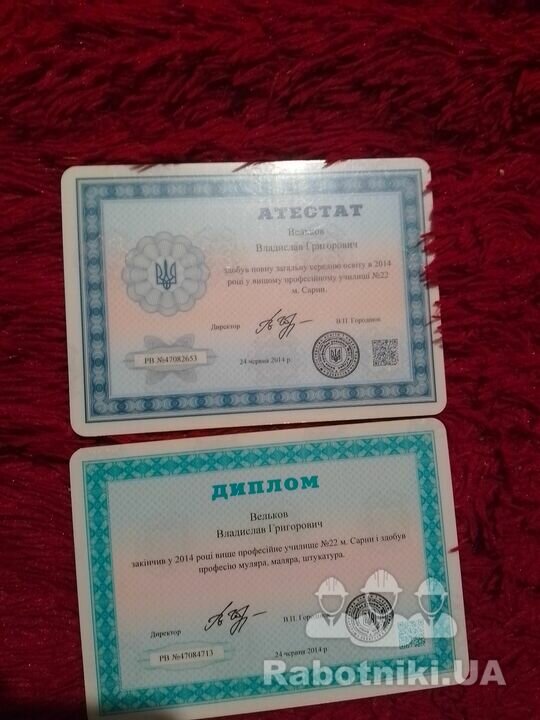 АТЕСТАТ
Вельков
Владислав Григорович
здобув повну загальну середню освіту в 2014
році у вищому професійному училищі №22
м. Сарни.
Директор
В.П. Городнюк
РВ №47082653
24 червня 2014 р.
ДИПЛОМ
Вельков
Владислав Григорович
закінчив у 2014 році вище професійне училище №22 м. Сарни і здобув
професію муляра, маляра, штукатура.
Директор
В.П.
РВ №47084713
24 червня 2014 р.
Rabotniki.UA